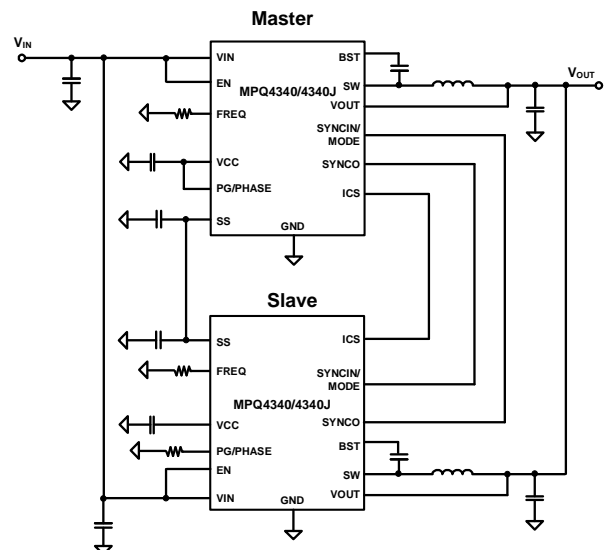 Master
VIN
VIN
EN
FREQ
VCC
PG/PHASE
SS
MPQ4340/4340J
GND
BST
SW
VOUT
SYNCIN/
MODE
SYNCO
ICS
VOUT
Slave
SS
FREQ
VCC
PG/PHASE
EN
VIN
MPQ4340/4340J
GND
ICS
SYNCIN/
MODE
SYNCO
BST
SW
VOUT